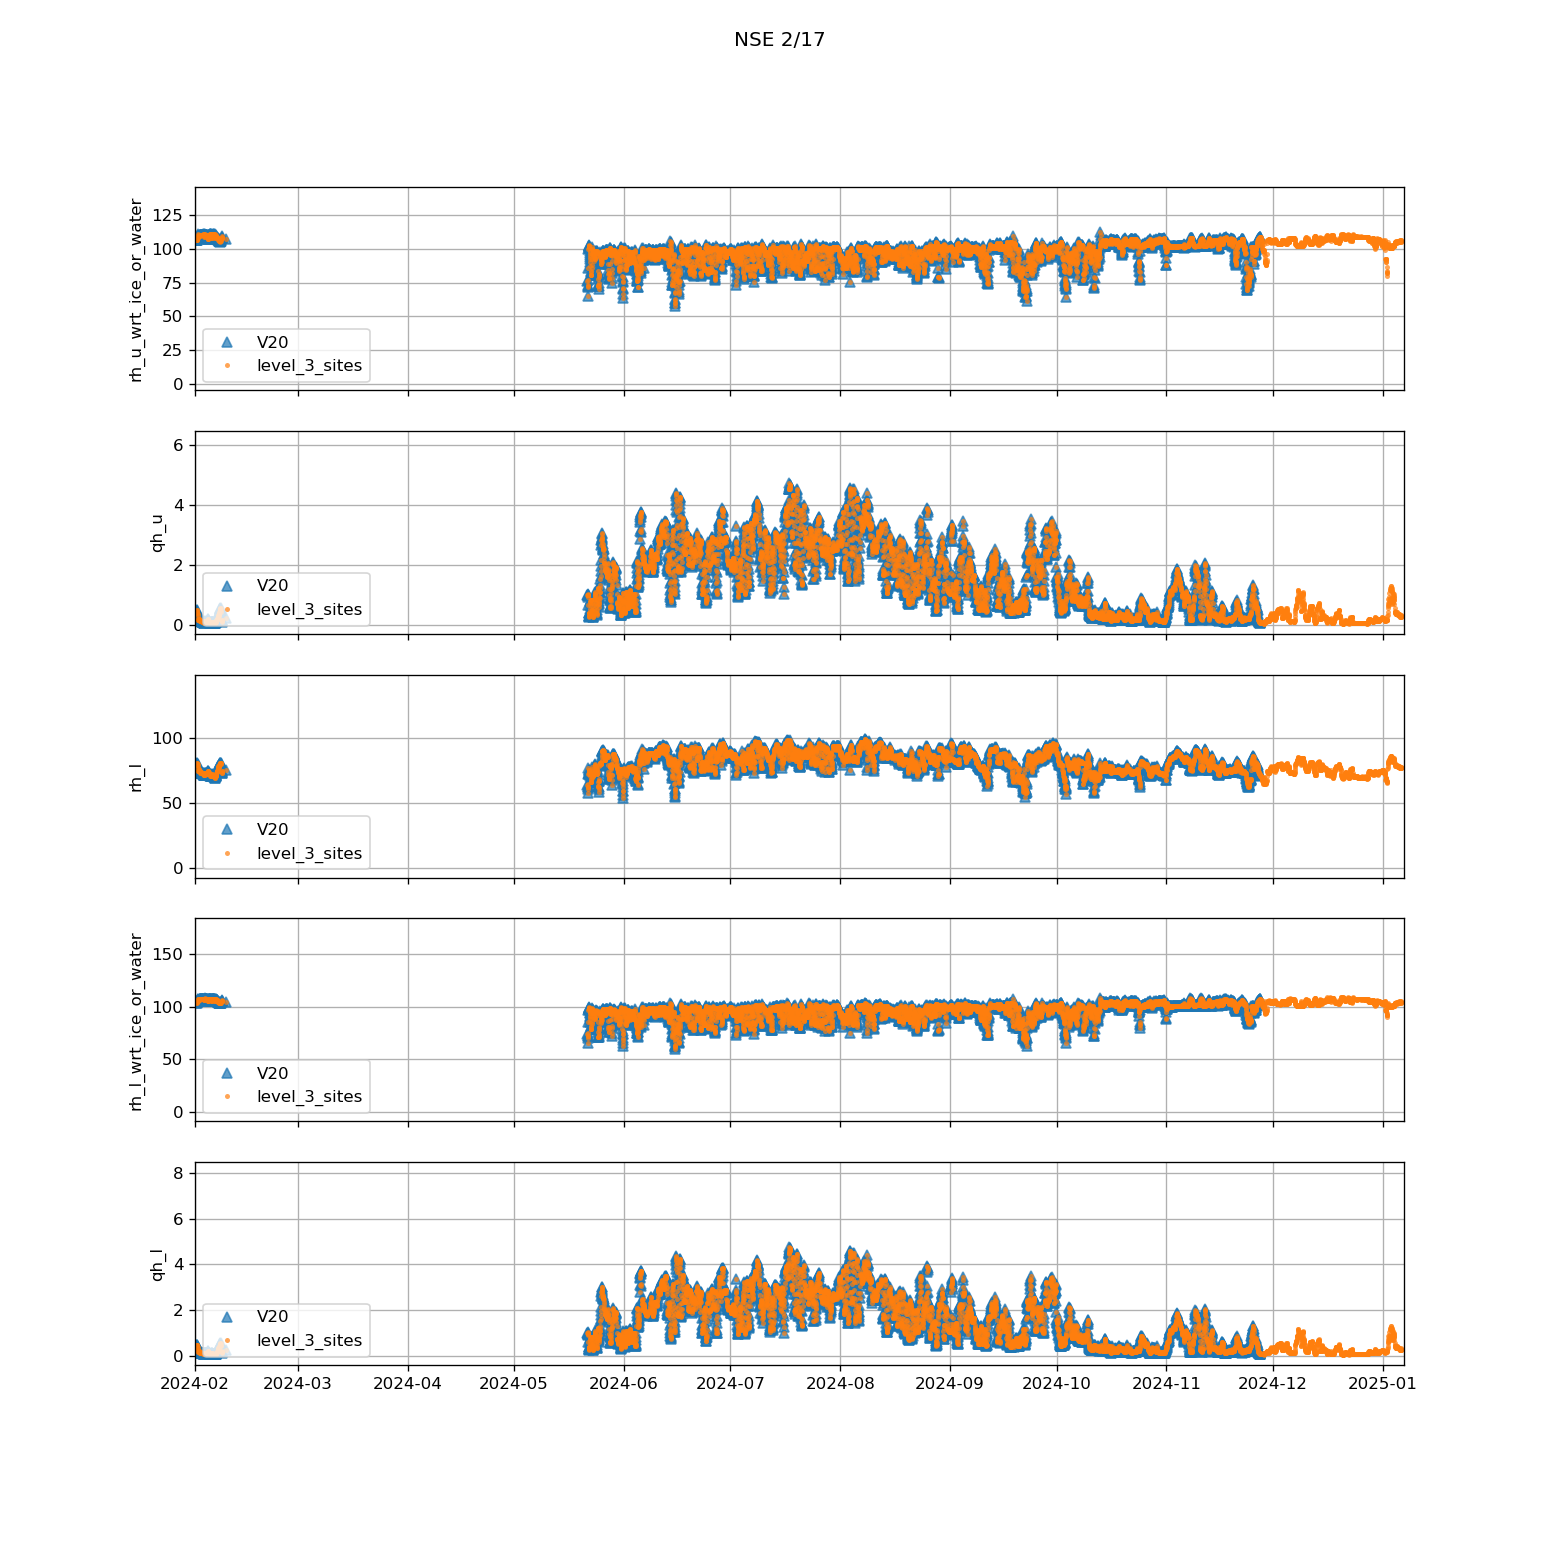 NSE 2/17
rh_u_wrt_ice_or_water
125
100
75
50
25
0
V20
level_3_sites
qh_u
6
4
2
0
V20
level_3_sites
rh_l
100
50
0
V20
level_3_sites
rh_l_wrt_ice_or_water
150
100
50
0
V20
level_3_sites
qh_l
8
6
4
2
0
V20
level_3_sites
2024-02 2024-03 2024-04 2024-05 2024-06 2024-07 2024-08 2024-09 2024-10 2024-11 2024-12 2025-01